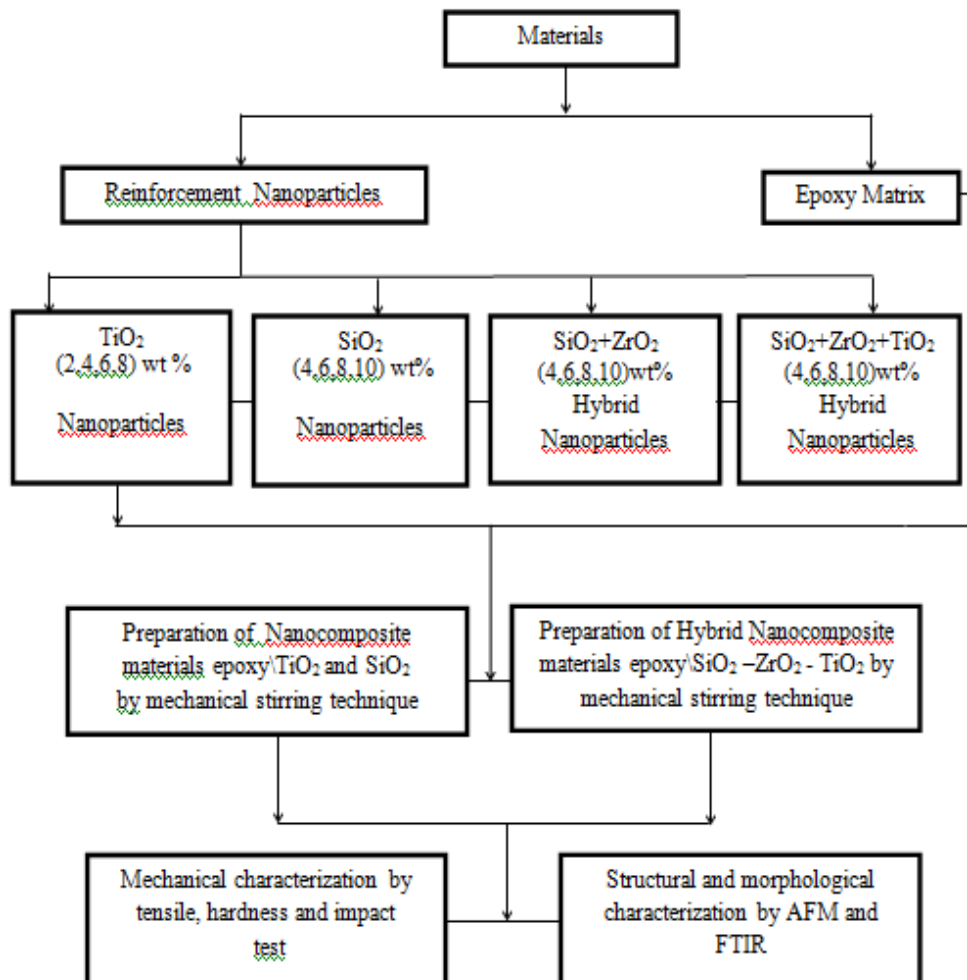 Materials
Reinforcement Nanoparticles
Epoxy Matrix
TiO₂
(2,4,6,8) wt %
Nanoparticles
SiO₂
(4,6,8,10) wt%
Nanoparticles
SiO₂+ZrO₂
(4,6,8,10)wt%
Hybrid
Nanoparticles
SiO₂+ZrO₂+TiO₂
(4,6,8,10)wt%
Hybrid
Nanoparticles
Preparation of Nanocomposite
materials epoxy\TiO₂ and SiO₂
by mechanical stirring technique
Preparation of Hybrid Nanocomposite
materials epoxy\SiO₂ –ZrO₂ - TiO₂ by
mechanical stirring technique
Mechanical characterization by
tensile, hardness and impact
test
Structural and morphological
characterization by AFM and
FTIR